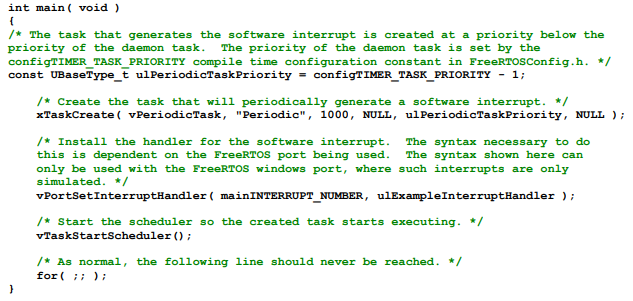 int main( void )
{
/* The task that generates the software interrupt is created at a priority below the
priority of the daemon task.  The priority of the daemon task is set by the
configTIMER_TASK_PRIORITY compile time configuration constant in FreeRTOSConfig.h. */
const UBaseType_t ulPeriodicTaskPriority = configTIMER_TASK_PRIORITY - 1;

    /* Create the task that will periodically generate a software interrupt. */
    xTaskCreate( vPeriodicTask, "Periodic", 1000, NULL, ulPeriodicTaskPriority, NULL );

    /* Install the handler for the software interrupt.  The syntax necessary to do
    this is dependent on the FreeRTOS port being used.  The syntax shown here can
    only be used with the FreeRTOS windows port, where such interrupts are only
    simulated. */
    vPortSetInterruptHandler( mainINTERRUPT_NUMBER, ulExampleInterruptHandler );

    /* Start the scheduler so the created task starts executing. */
    vTaskStartScheduler();

    /* As normal, the following line should never be reached. */
    for( ;; );
}